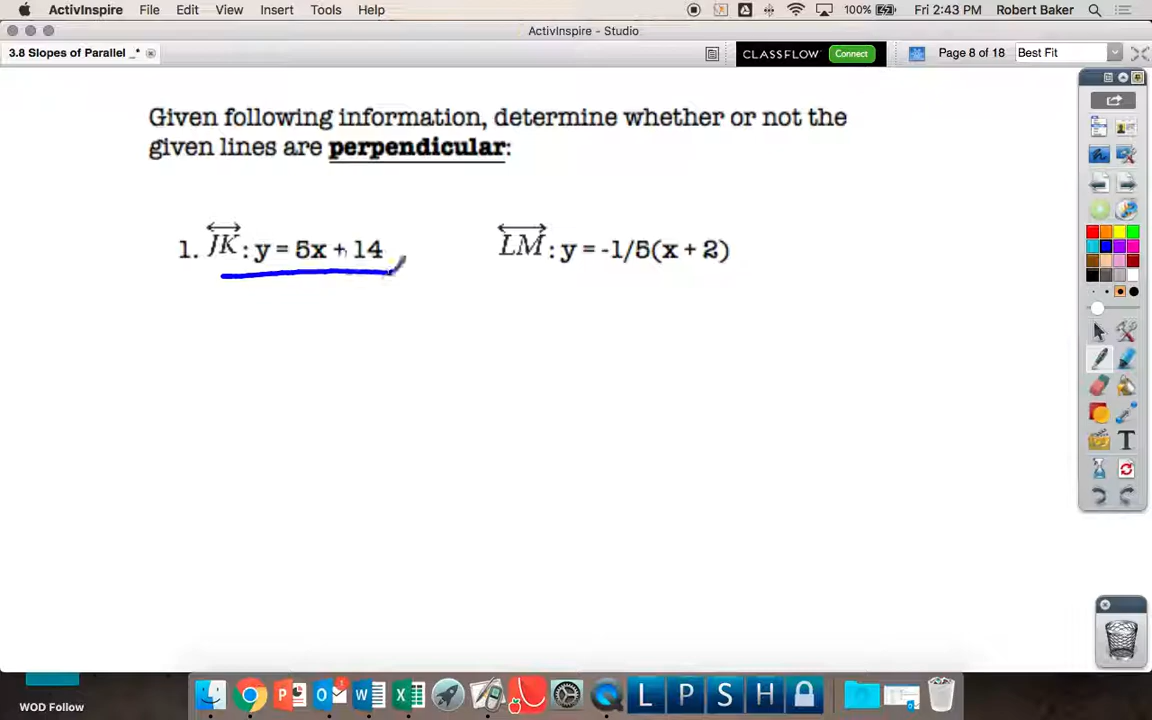 ActivInspire File Edit View Insert Tools Help 100% Fri 2:43 PM Robert Baker
ActivInspire - Studio
3.8 Slopes of Parallel _* CLASSFLOW Connect Page 8 of 18 Best Fit
Given following information, determine whether or not the
given lines are perpendicular:
1. JK : y = 5x + 14 LM : y = -1/5(x + 2)
T
1 W L P S H
WOD Follow